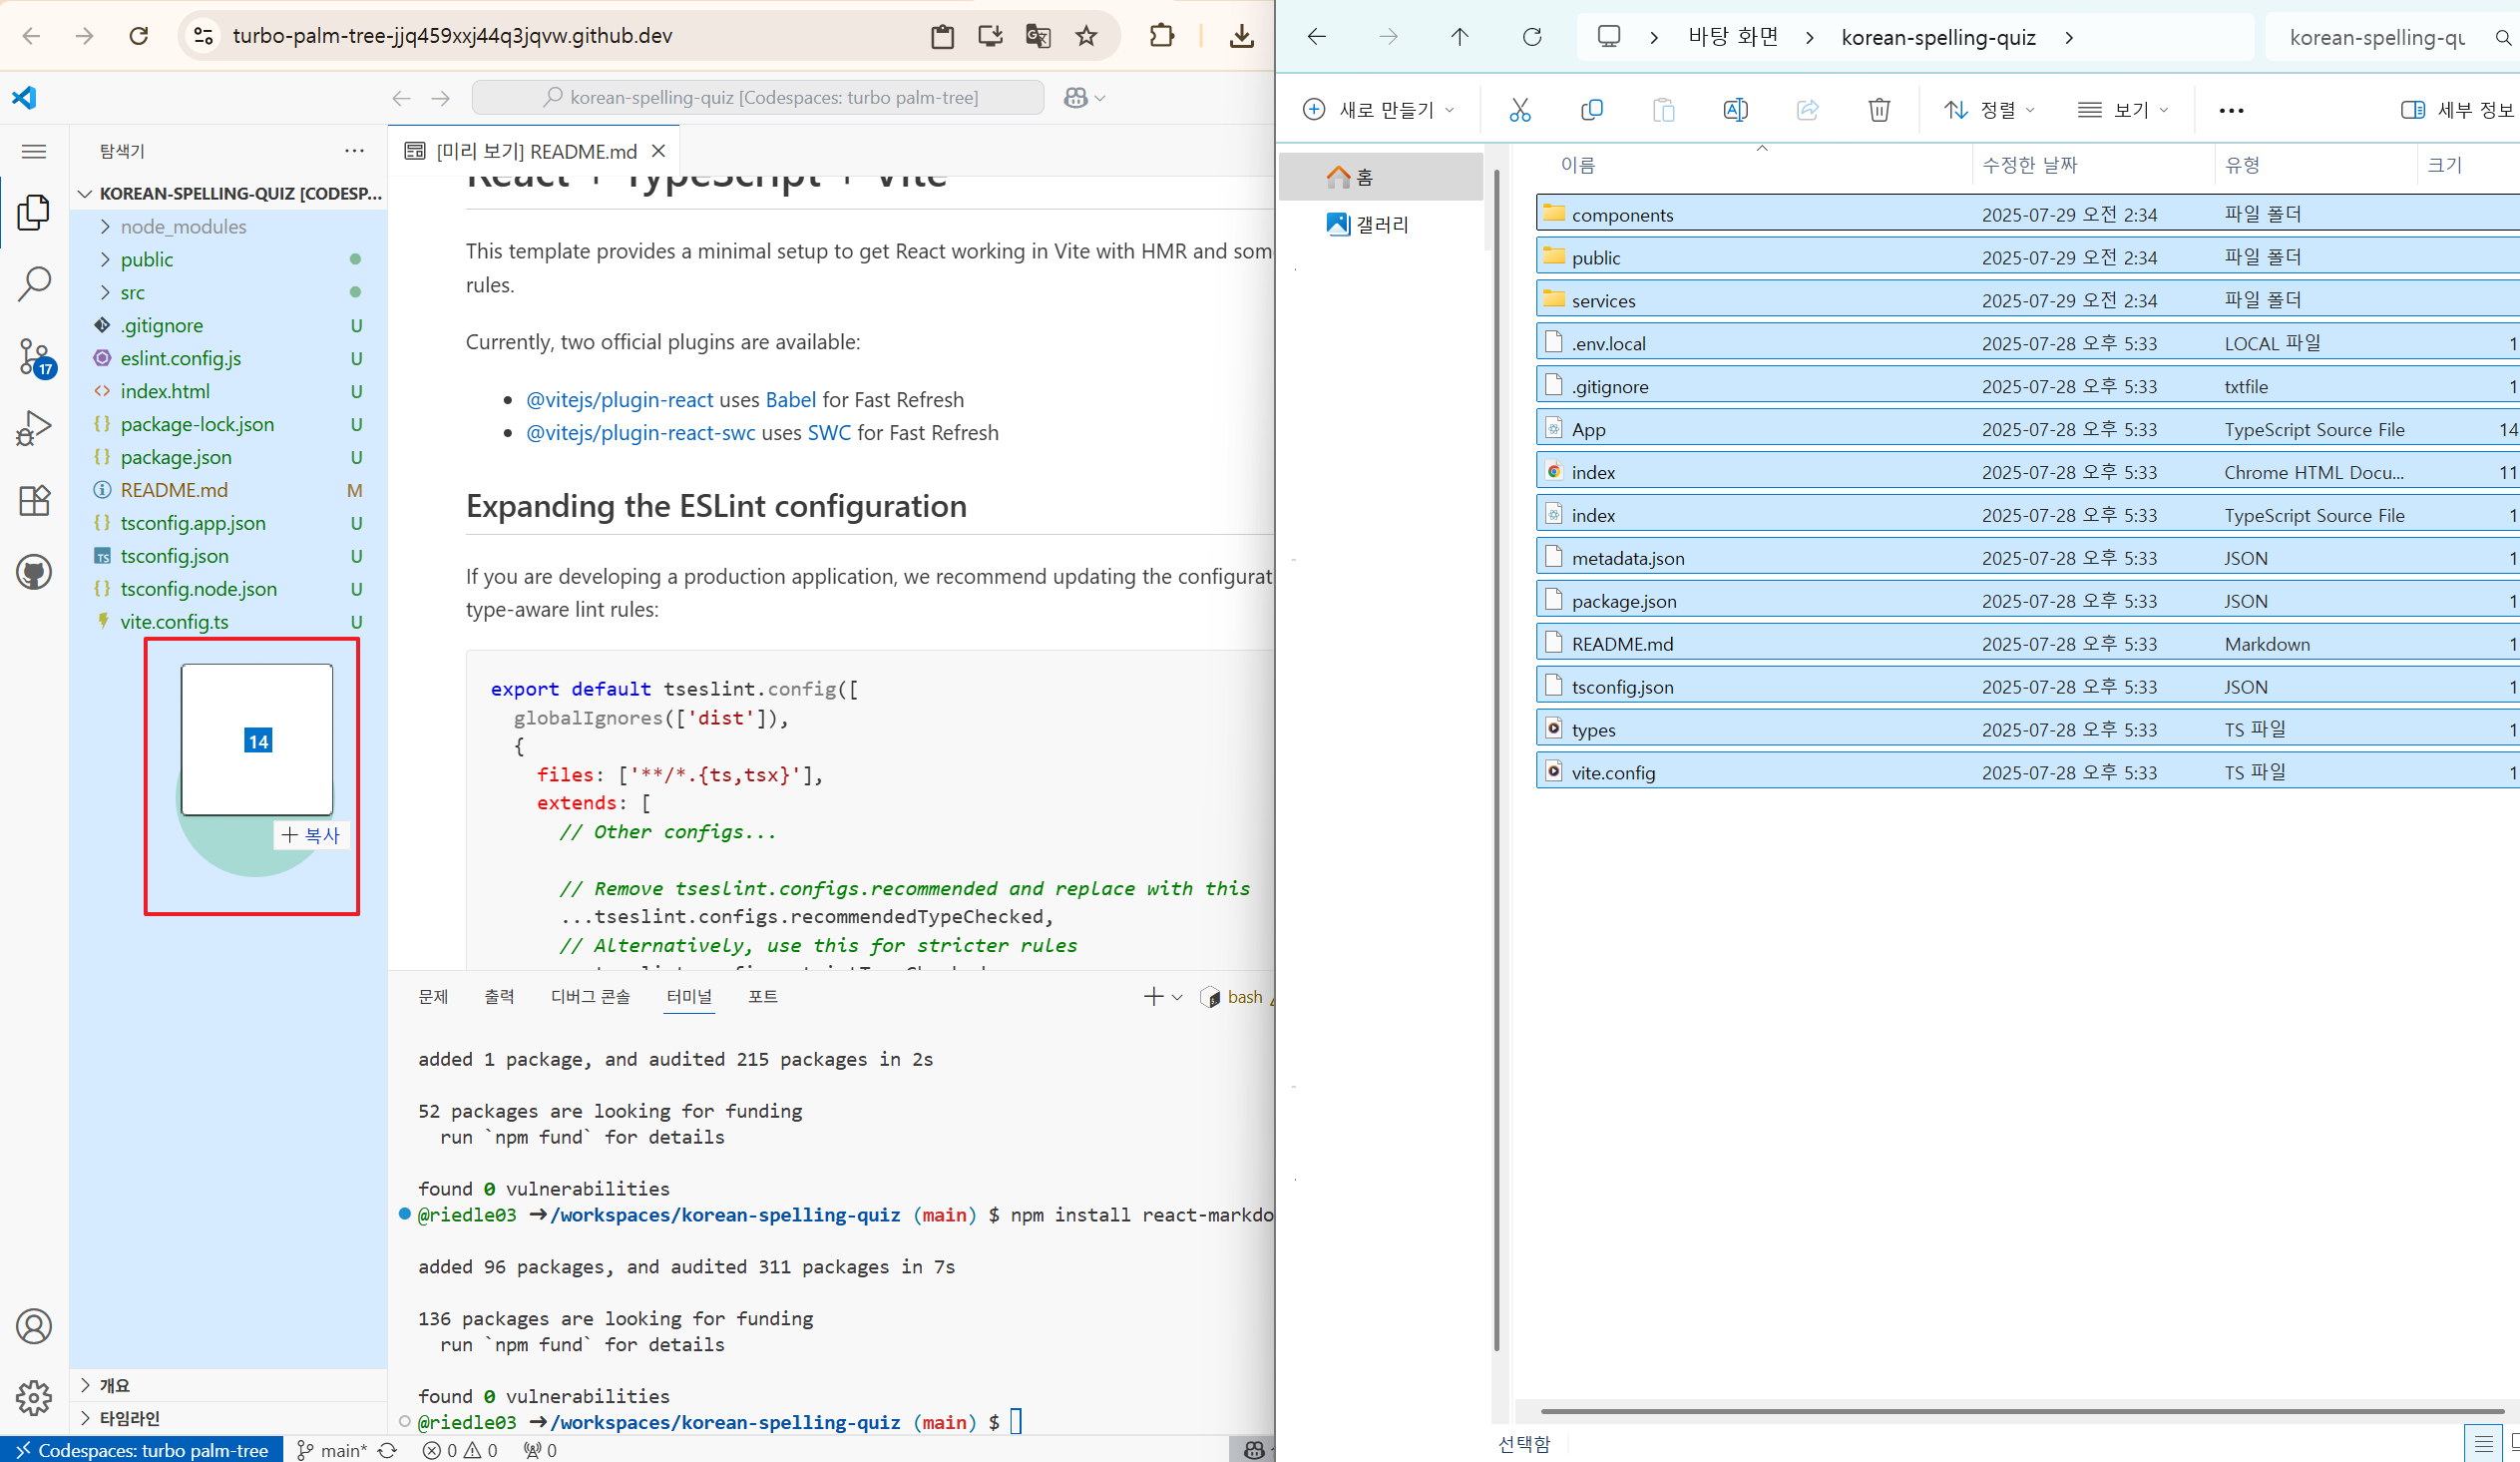 turbo-palm-tree-jjq459xxj44q3jqvw.github.dev
korean-spelling-quiz [Codespaces: turbo palm-tree]
탐색기
KOREAN-SPELLING-QUIZ [CODESP...
node_modules
public
src
.gitignore U
eslint.config.js U
index.html U
package-lock.json U
package.json U
README.md M
tsconfig.app.json U
tsconfig.json U
tsconfig.node.json U
vite.config.ts U
17
14
+ 복사
개요
타임라인
[미리 보기] README.md
React + TypeScript + Vite
This template provides a minimal setup to get React working in Vite with HMR and som
rules.
Currently, two official plugins are available:
• @vitejs/plugin-react uses Babel for Fast Refresh
• @vitejs/plugin-react-swc uses SWC for Fast Refresh
Expanding the ESLint configuration
If you are developing a production application, we recommend updating the configurat
type-aware lint rules:
export default tseslint.config([
globalIgnores(['dist']),
{
files: ['**/*.{ts,tsx}'],
extends: [
// Other configs...
// Remove tseslint.configs.recommended and replace with this
...tseslint.configs.recommendedTypeChecked,
// Alternatively, use this for stricter rules
문제 출력 디버그 콘솔 터미널 포트
bash
added 1 package, and audited 215 packages in 2s
52 packages are looking for funding
run `npm fund` for details
found 0 vulnerabilities
@riedle03 ➜/workspaces/korean-spelling-quiz (main) $ npm install react-markdo
added 96 packages, and audited 311 packages in 7s
136 packages are looking for funding
run `npm fund` for details
found 0 vulnerabilities
@riedle03 ➜/workspaces/korean-spelling-quiz (main) $
Codespaces: turbo palm-tree main* 0 0 0
바탕 화면 > korean-spelling-quiz >
korean-spelling-qu
새로 만들기 정렬 보기 ... 세부 정보
홈
갤러리
이름 수정한 날짜 유형 크기
components 2025-07-29 오전 2:34 파일 폴더
public 2025-07-29 오전 2:34 파일 폴더
services 2025-07-29 오전 2:34 파일 폴더
.env.local 2025-07-28 오후 5:33 LOCAL 파일 1
.gitignore 2025-07-28 오후 5:33 txtfile 1
App 2025-07-28 오후 5:33 TypeScript Source File 14
index 2025-07-28 오후 5:33 Chrome HTML Docu... 11
index 2025-07-28 오후 5:33 TypeScript Source File 1
metadata.json 2025-07-28 오후 5:33 JSON 1
package.json 2025-07-28 오후 5:33 JSON 1
README.md 2025-07-28 오후 5:33 Markdown 1
tsconfig.json 2025-07-28 오후 5:33 JSON 1
types 2025-07-28 오후 5:33 TS 파일 1
vite.config 2025-07-28 오후 5:33 TS 파일 1
선택함